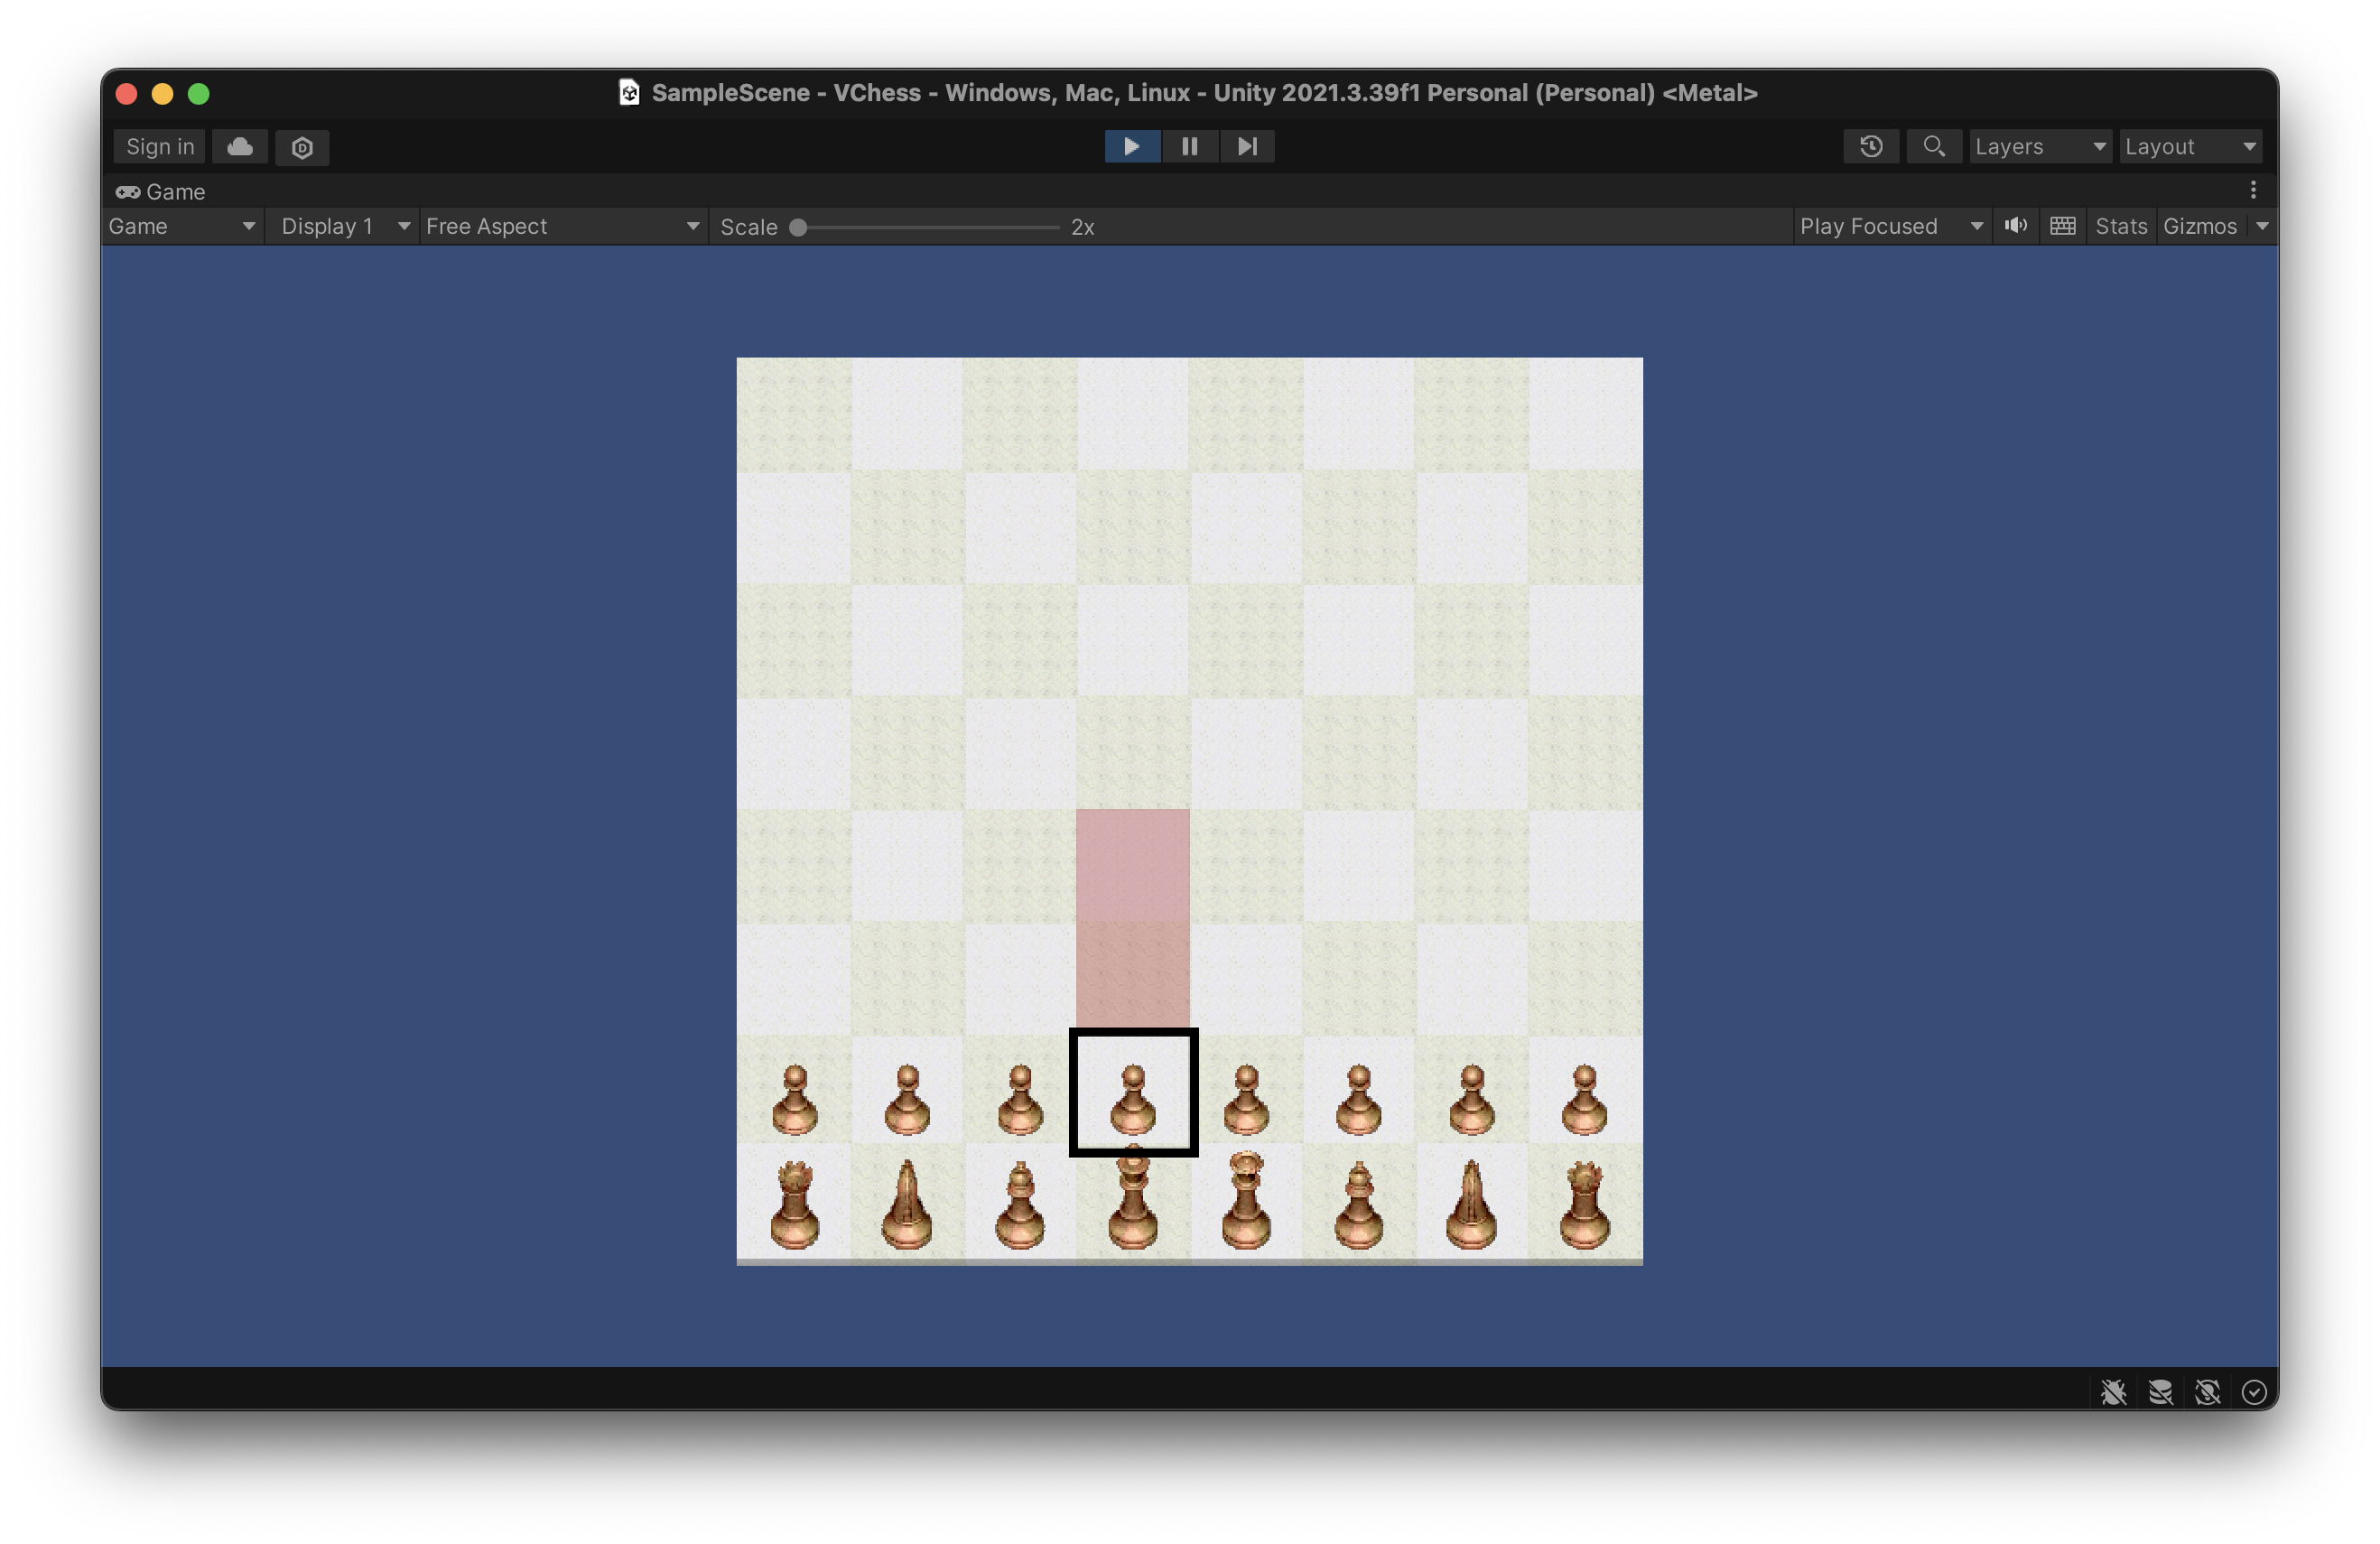 SampleScene - VChess - Windows, Mac, Linux - Unity 2021.3.39f1 Personal (Personal) <Metal>
Sign in Layers Layout
Game
Game Display 1 Free Aspect Scale 2x Play Focused Stats Gizmos